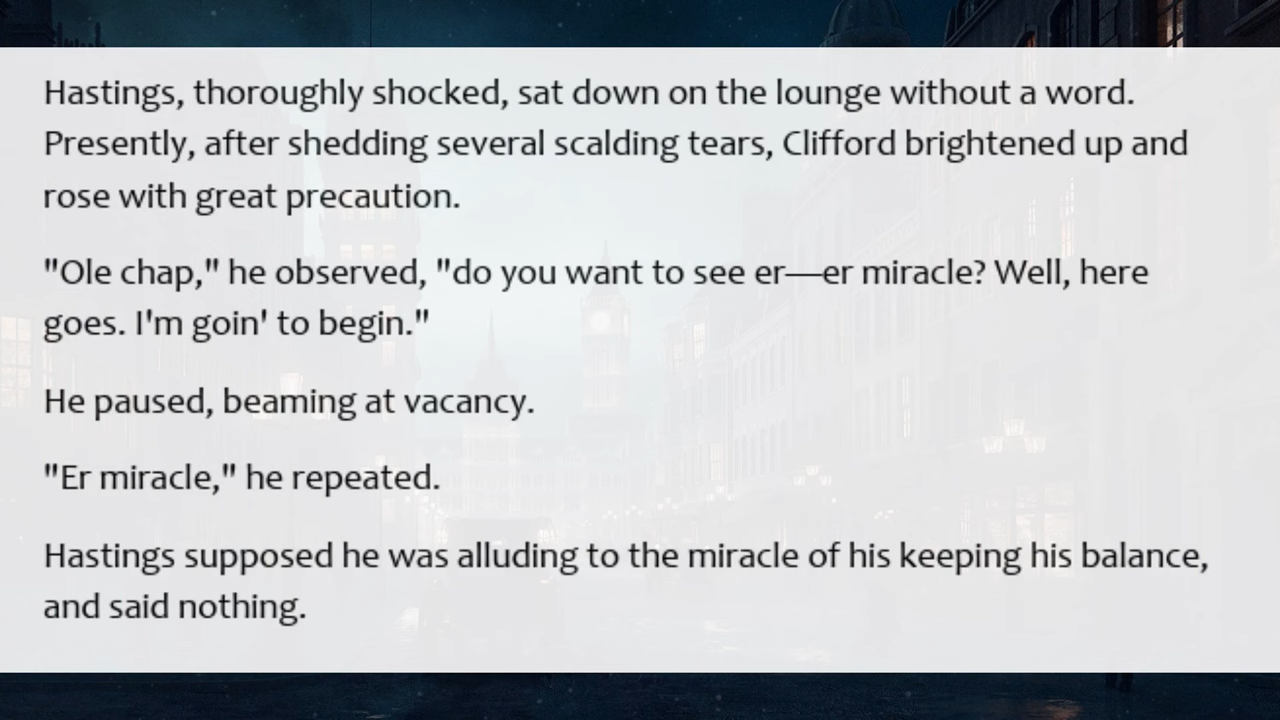 Hastings, thoroughly shocked, sat down on the lounge without a word.
Presently, after shedding several scalding tears, Clifford brightened up and
rose with great precaution.
"Ole chap," he observed, "do you want to see er—er miracle? Well, here
goes. I'm goin' to begin."
He paused, beaming at vacancy.
"Er miracle," he repeated.
Hastings supposed he was alluding to the miracle of his keeping his balance,
and said nothing.